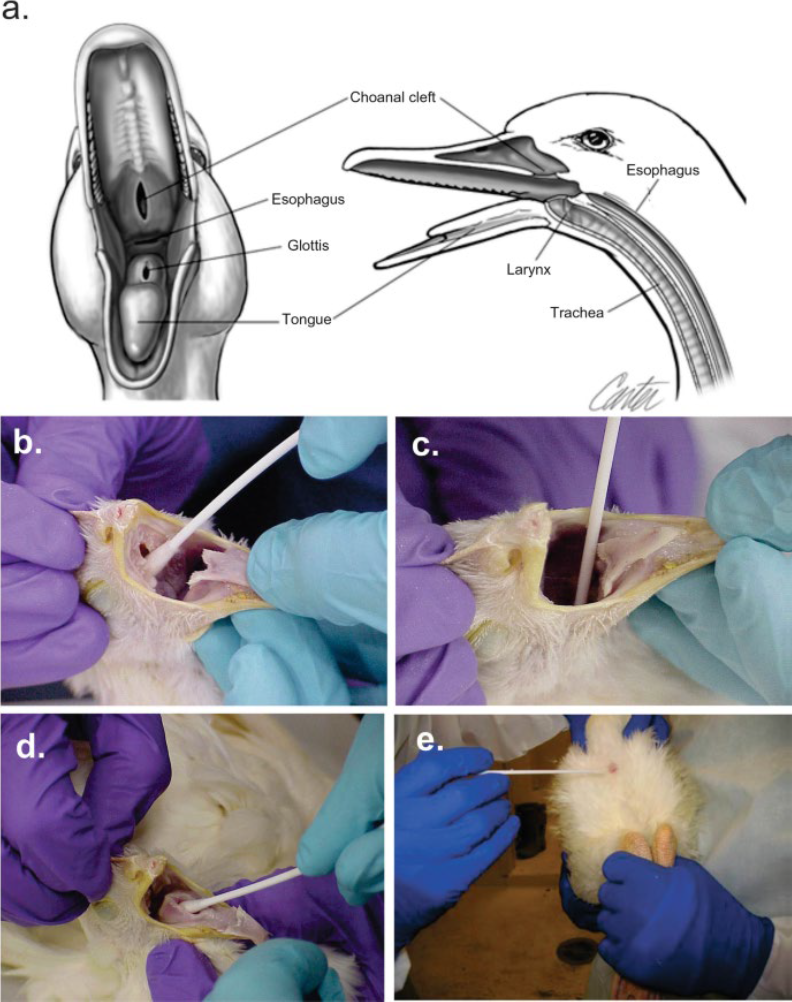 a.
Choanal cleft
Esophagus
Esophagus
Glottis
Larynx
Trachea
Tongue
Carter
b.
c.
d.
e.